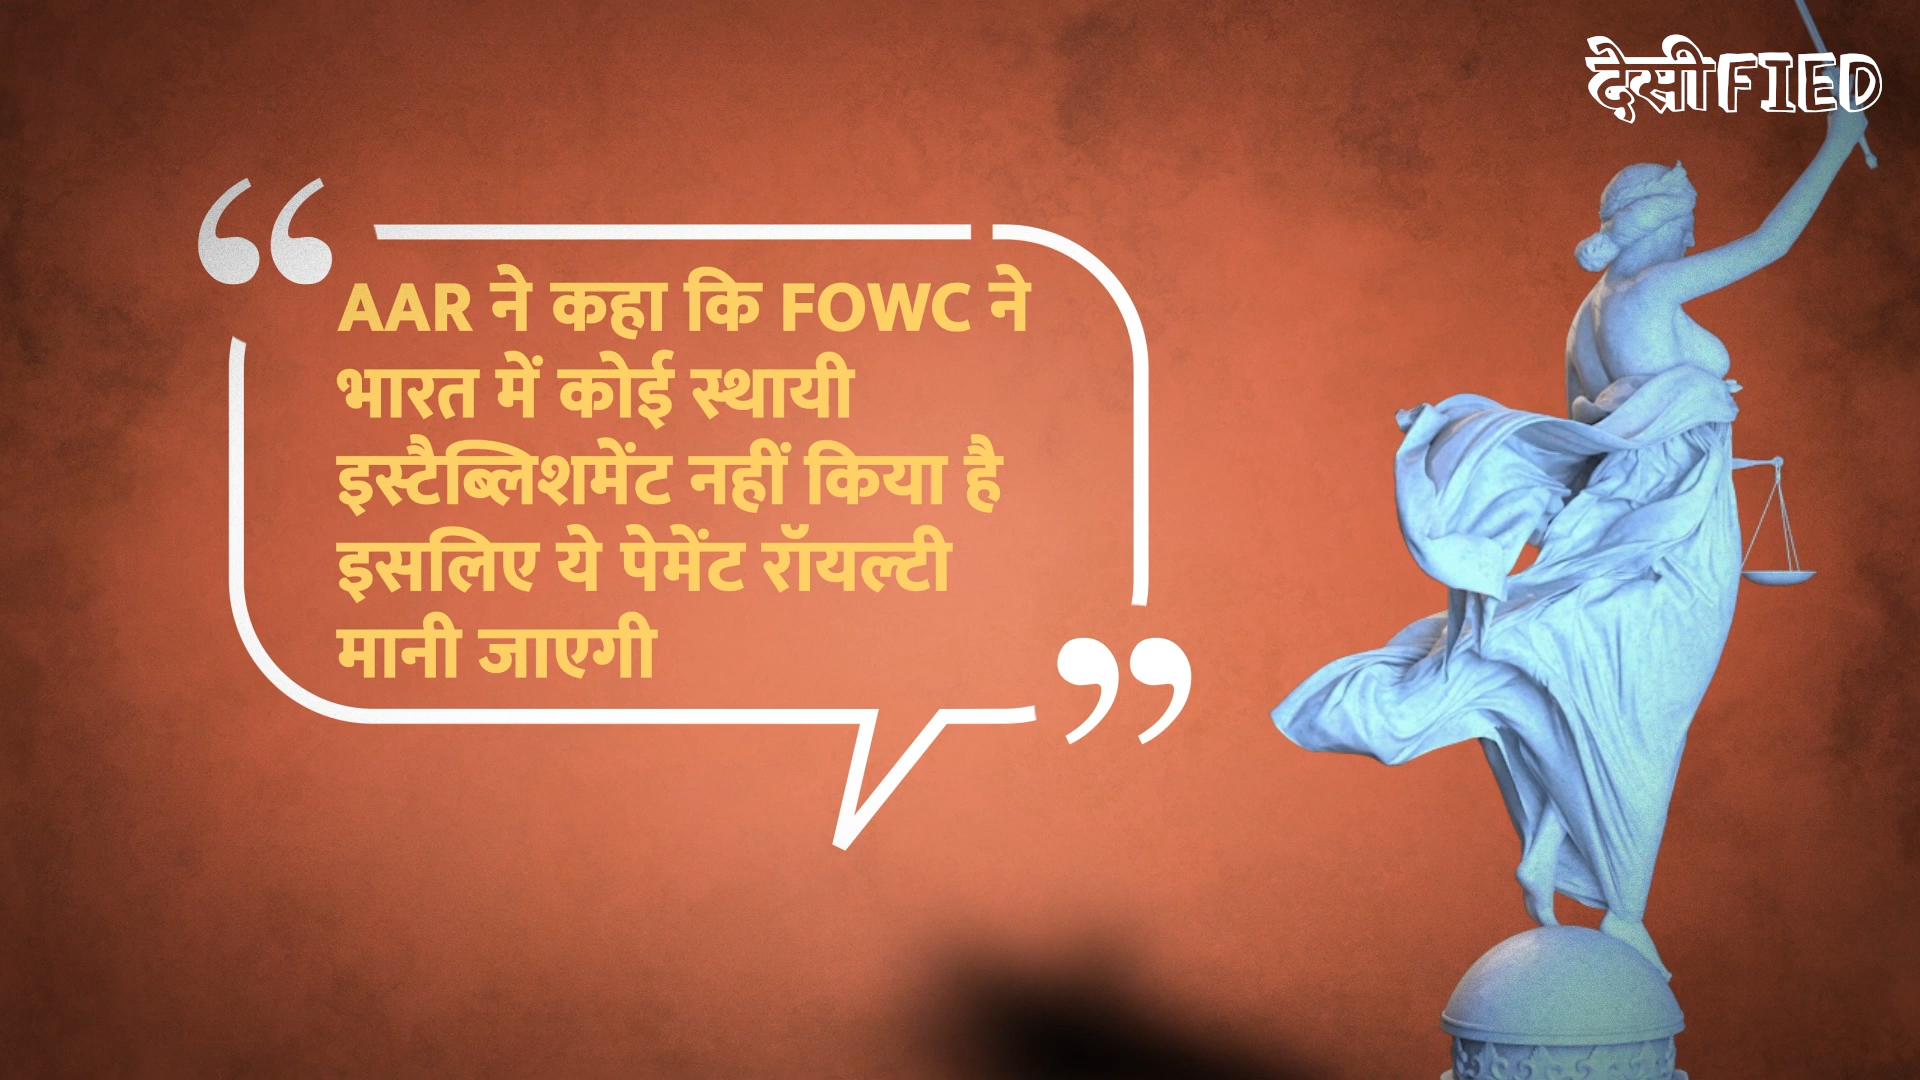 देसीFIED
“
AAR ने कहा कि FOWC ने
भारत में कोई स्थायी
इस्टैब्लिशमेंट नहीं किया है
इसलिए ये पेमेंट रॉयल्टी
मानी जाएगी
”